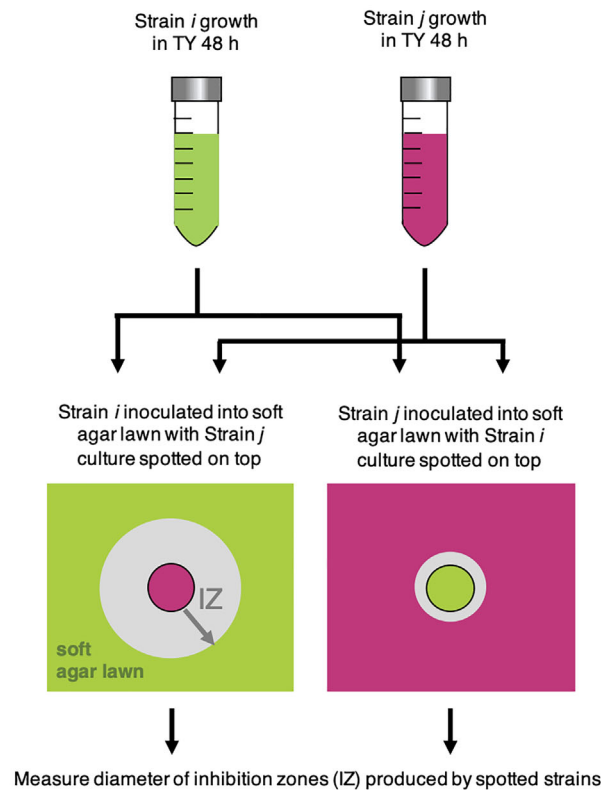 Strain i growth
in TY 48 h
Strain j growth
in TY 48 h
Strain i inoculated into soft
agar lawn with Strain j
culture spotted on top
Strain j inoculated into soft
agar lawn with Strain i
culture spotted on top
IZ
soft
agar lawn
Measure diameter of inhibition zones (IZ) produced by spotted strains